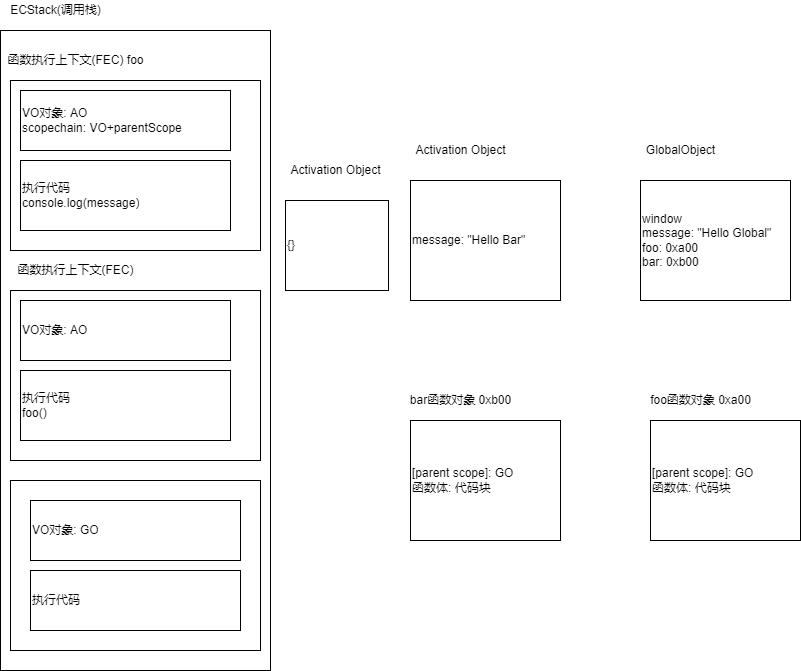 ECStack(调用栈)
函数执行上下文(FEC) foo
VO对象: AO
scopechain: VO+parentScope
执行代码
console.log(message)
函数执行上下文(FEC)
VO对象: AO
执行代码
foo()
VO对象: GO
执行代码
Activation Object
{}
Activation Object
message: "Hello Bar"
GlobalObject
window
message: "Hello Global"
foo: 0xa00
bar: 0xb00
bar函数对象 0xb00
[parent scope]: GO
函数体: 代码块
foo函数对象 0xa00
[parent scope]: GO
函数体: 代码块